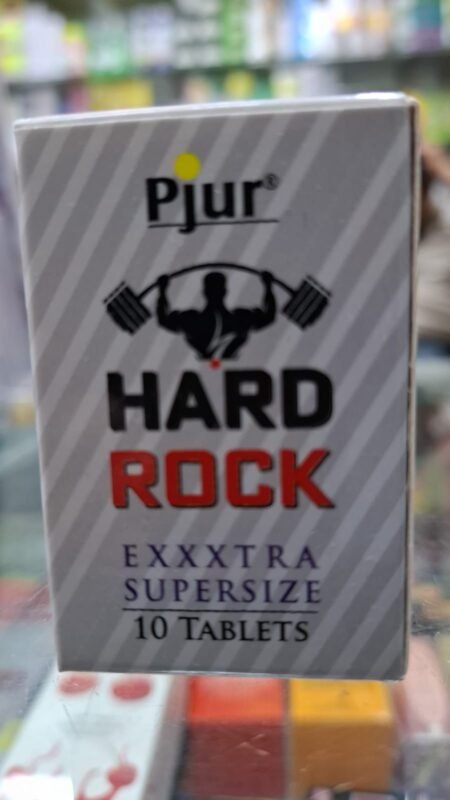 Pjur®
HARD
ROCK
EXXXTRA
SUPERSIZE
10 TABLETS